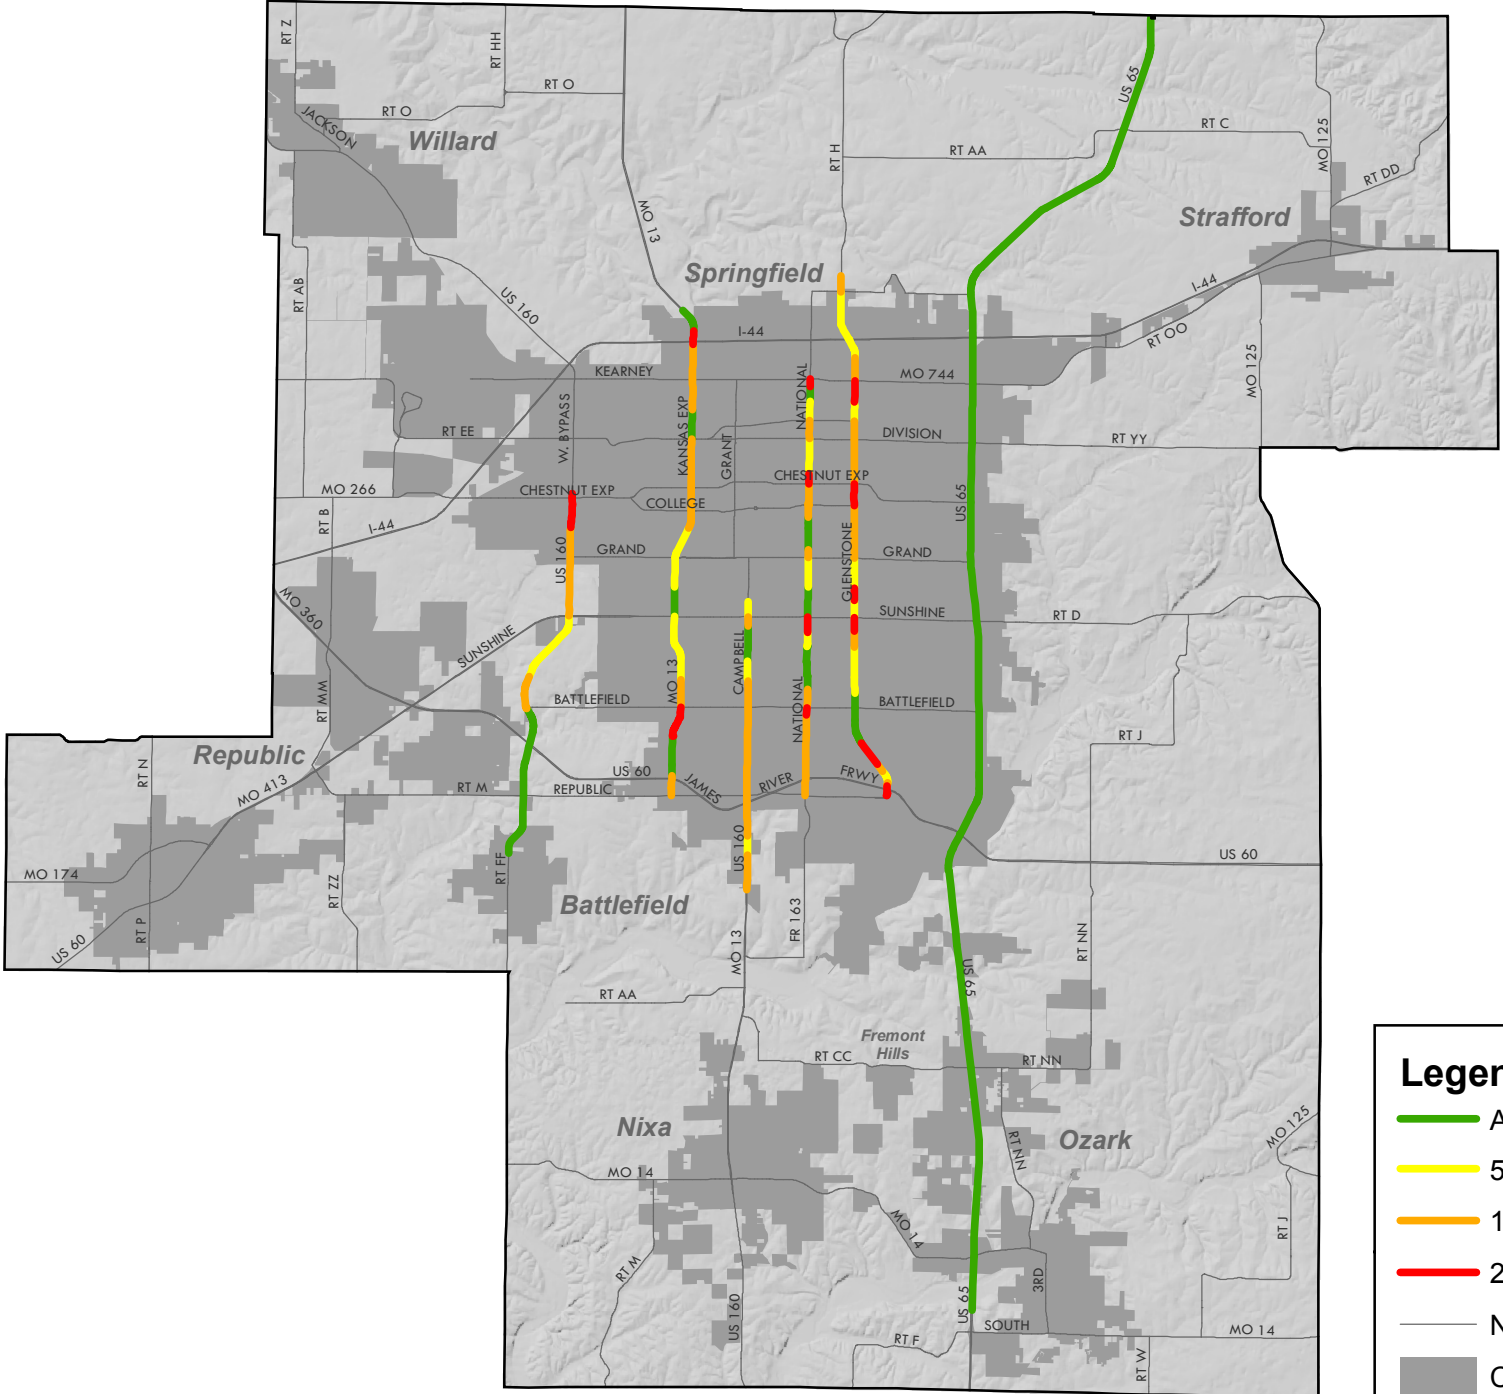 RT Z
RT HH
RT O
RT O
JACKSON
Willard
US 65
RT C
RT AA
RT H
MO 125
RT DD
MO 13
Strafford
Springfield
RT AB
US 160
I-44
I-44
RT OO
KEARNEY
MO 744
MO 125
NATIONAL
W. BYPASS
KANSAS EXP
GRANT
RT EE
DIVISION
RT YY
CHESTNUT EXP
MO 266
CHESTNUT EXP
COLLEGE
US 65
RT B
I-44
GRAND
GRAND
US 160
GLENSTONE
MO 360
SUNSHINE
RT D
SUNSHINE
CAMPBELL
MO 13
RT MM
BATTLEFIELD
BATTLEFIELD
NATIONAL
RT J
Republic
RT N
MO 413
US 60
RT M
REPUBLIC
JAMES
RIVER
FRWY
US 160
US 60
RT FF
MO 174
RT ZZ
Battlefield
RT P
FR 163
US 60
MO 13
RT NN
US 65
RT AA
Fremont
Hills
RT CC
RT NN
Nixa
RT NN
Ozark
MO 125
MO 14
MO 14
RT J
RT M
3RD
US 65
US 160
SOUTH
MO 14
RT F
RT W
Legen
A
5
1
2
N